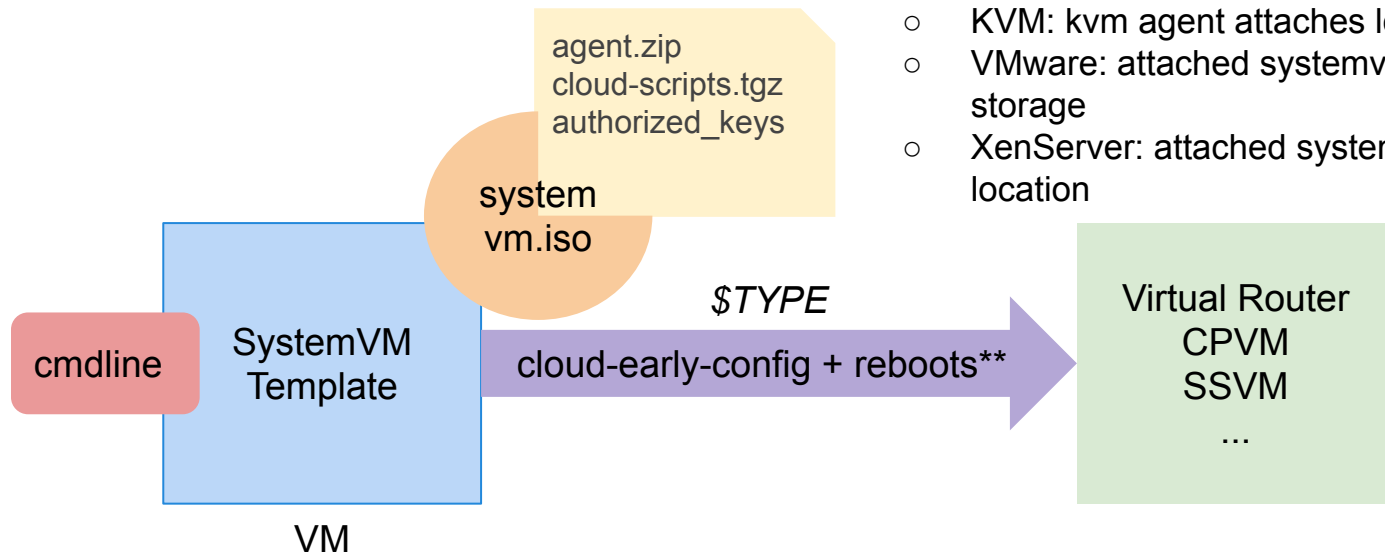 agent.zip
cloud-scripts.tgz
authorized_keys
○ KVM: kvm agent attaches
○ VMware: attached
storage
○ XenServer: attached
location
system
vm.iso
$TYPE
cmdline
SystemVM
Template
cloud-early-config + reboots**
Virtual Router
CPVM
SSVM
...
VM